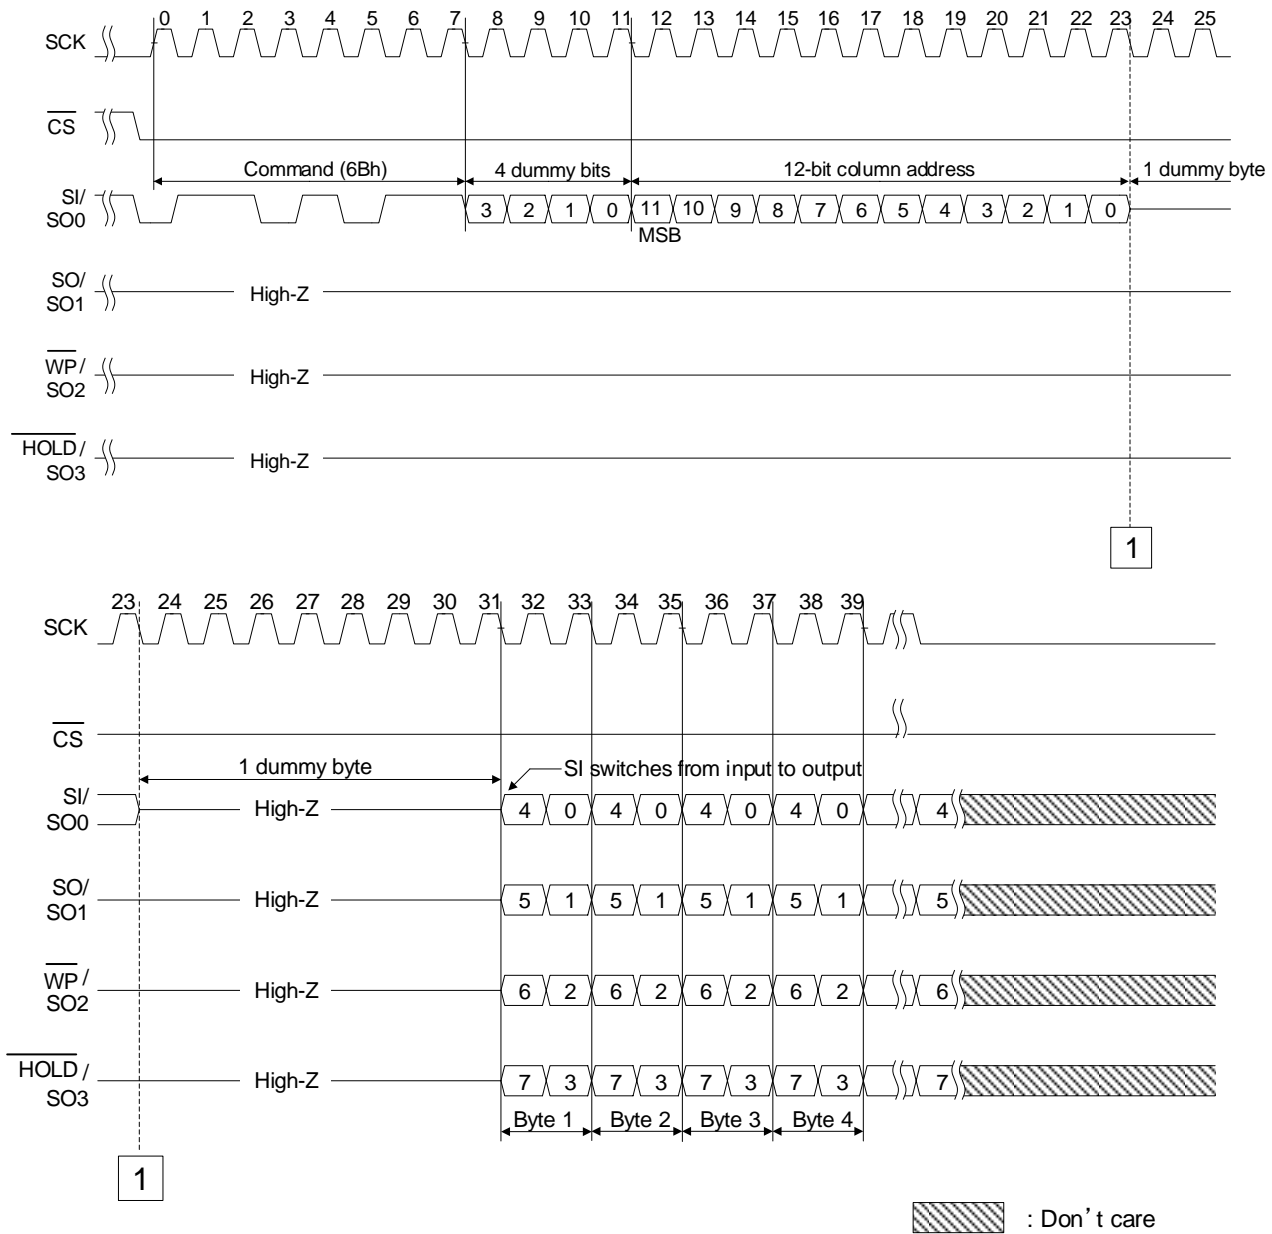 0 1 2 3 4 5 6 7 8 9 10 11 12 13 14 15 16 17 18 19 20 21 22 23 24 25
SCK
CS
Command (6Bh) 4 dummy bits 12-bit column address 1 dummy byte
SI/
SO0
3 2 1 0 11 10 9 8 7 6 5 4 3 2 1 0
MSB
SO/
SO1
High-Z
WP/
SO2
High-Z
HOLD/
SO3
High-Z
1
23 24 25 26 27 28 29 30 31 32 33 34 35 36 37 38 39
SCK
CS
1 dummy byte
SI switches from input to output
SI/
SO0
High-Z 4 0 4 0 4 0 4 0 4
SO/
SO1
High-Z 5 1 5 1 5 1 5 1 5
WP/
SO2
High-Z 6 2 6 2 6 2 6 2 6
HOLD/
SO3
High-Z 7 3 7 3 7 3 7 3 7
Byte 1 Byte 2 Byte 3 Byte 4
1
: Don't care